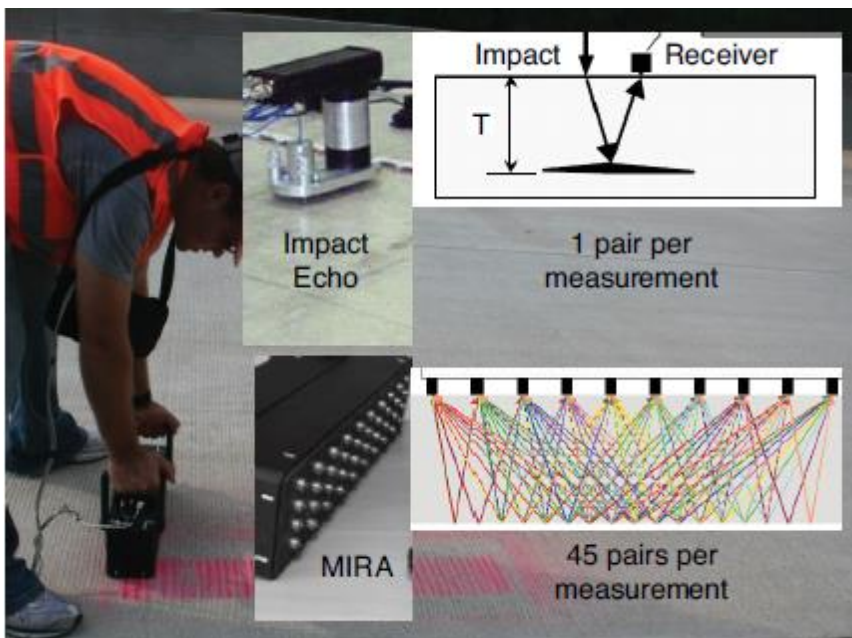 Impact
Receiver
T
Impact
Echo
1 pair per
measurement
MIRA
45 pairs per
measurement